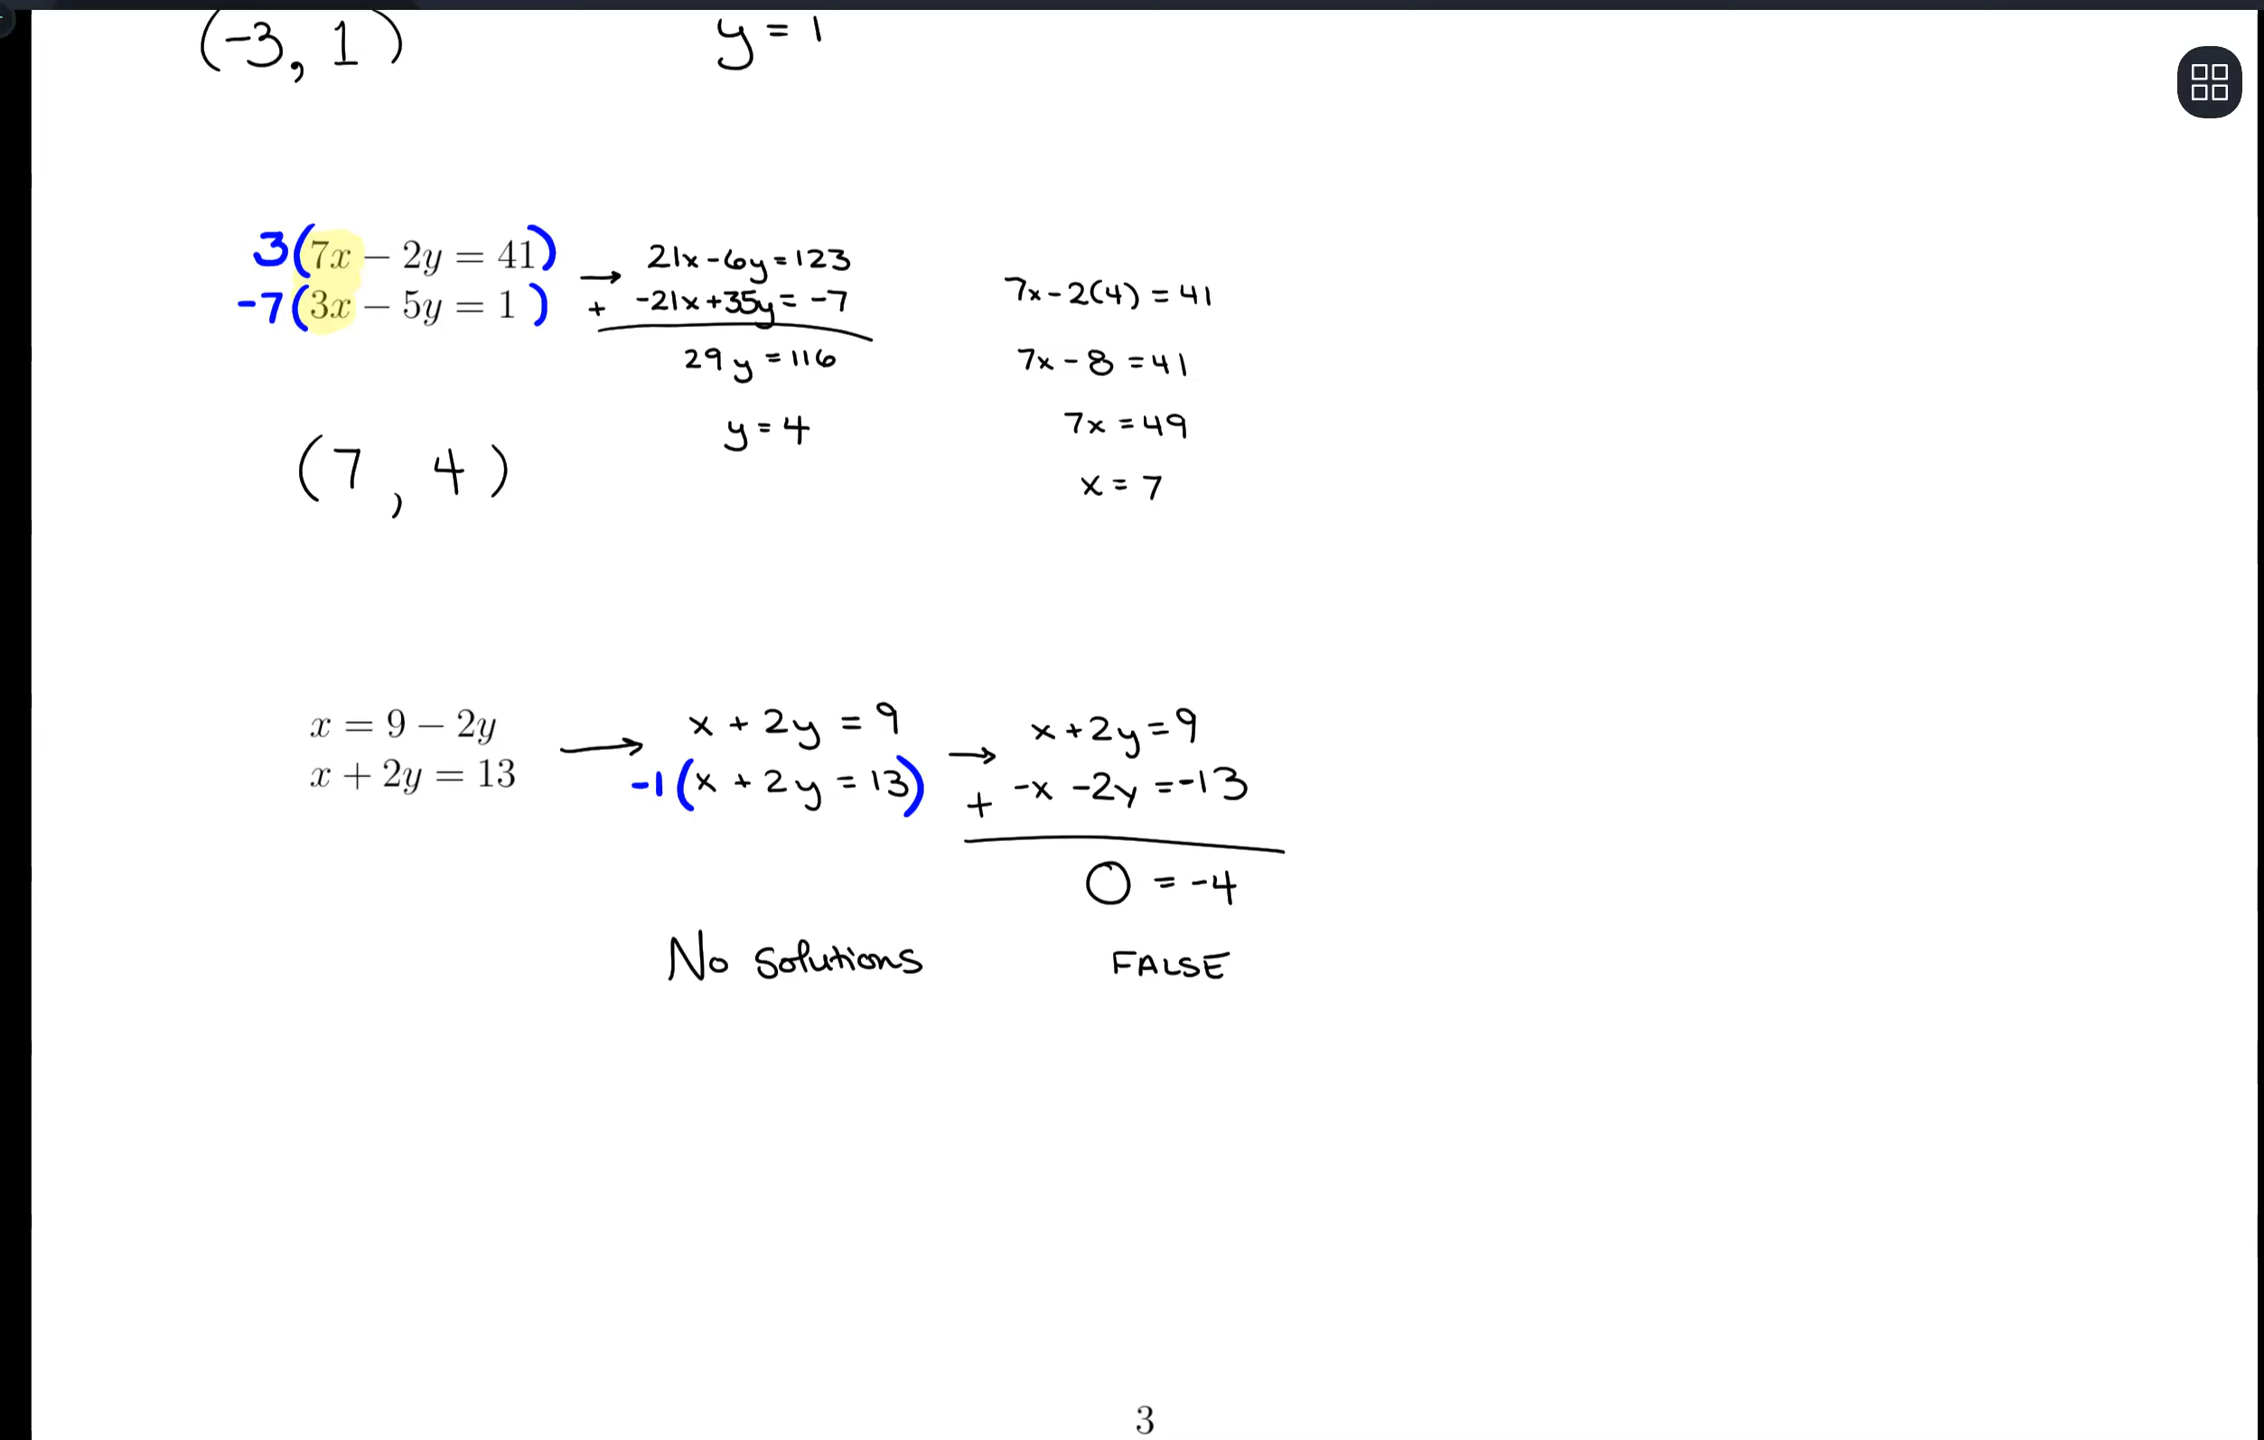 (-3, 1)
y = 1
3(7x − 2y = 41)
-7(3x − 5y = 1)
→
21x - 6y = 123
+ -21x + 35y = -7
29y = 116
y = 4
7x - 2(4) = 41
7x - 8 = 41
7x = 49
x = 7
(7, 4)
x = 9 − 2y
x + 2y = 13
→
x + 2y = 9
-1(x + 2y = 13)
→
x + 2y = 9
+ -x - 2y = -13
0 = -4
No solutions
FALSE
3